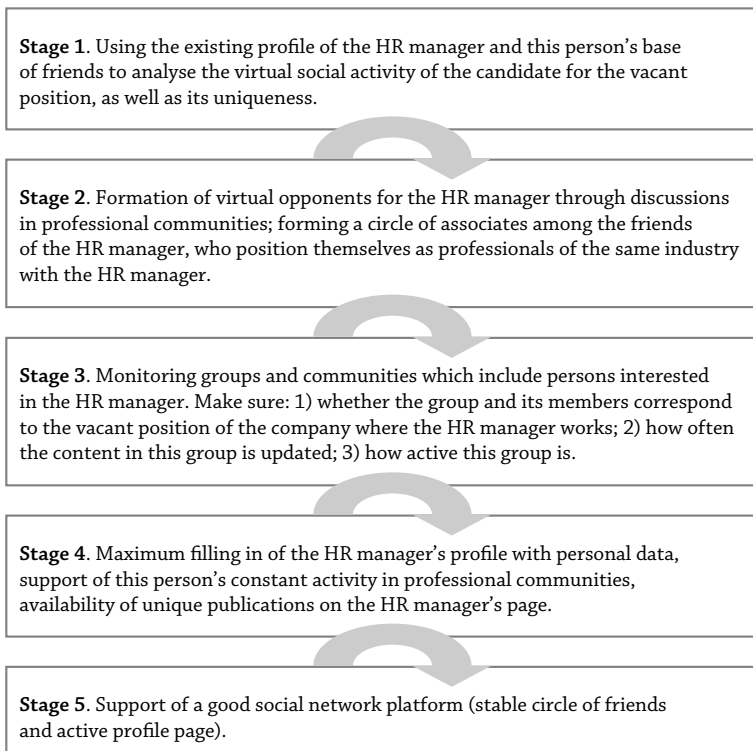 Stage 1. Using the existing profile of the HR manager and this person’s base
of friends to analyse the virtual social activity of the candidate for the vacant
position, as well as its uniqueness.
Stage 2. Formation of virtual opponents for the HR manager through discussions
in professional communities; forming a circle of associates among the friends
of the HR manager, who position themselves as professionals of the same industry
with the HR manager.
Stage 3. Monitoring groups and communities which include persons interested
in the HR manager. Make sure: 1) whether the group and its members correspond
to the vacant position of the company where the HR manager works; 2) how often
the content in this group is updated; 3) how active this group is.
Stage 4. Maximum filling in of the HR manager’s profile with personal data,
support of this person’s constant activity in professional communities,
availability of unique publications on the HR manager’s page.
Stage 5. Support of a good social network platform (stable circle of friends
and active profile page).